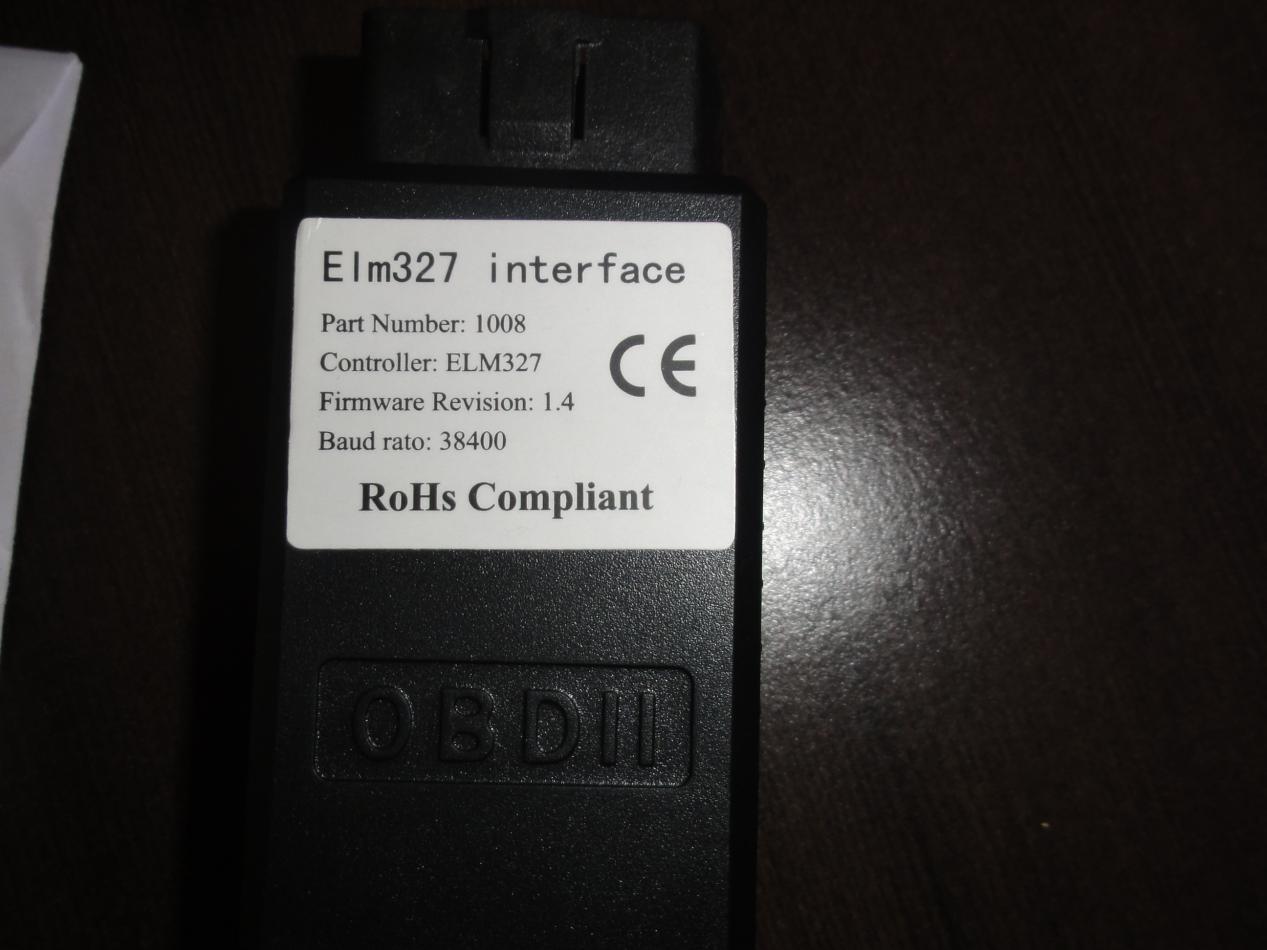 Elm327 interface
Part Number: 1008
Controller: ELM327
CE
Firmware Revision: 1.4
Baud rato: 38400
RoHs Compliant
OBDII